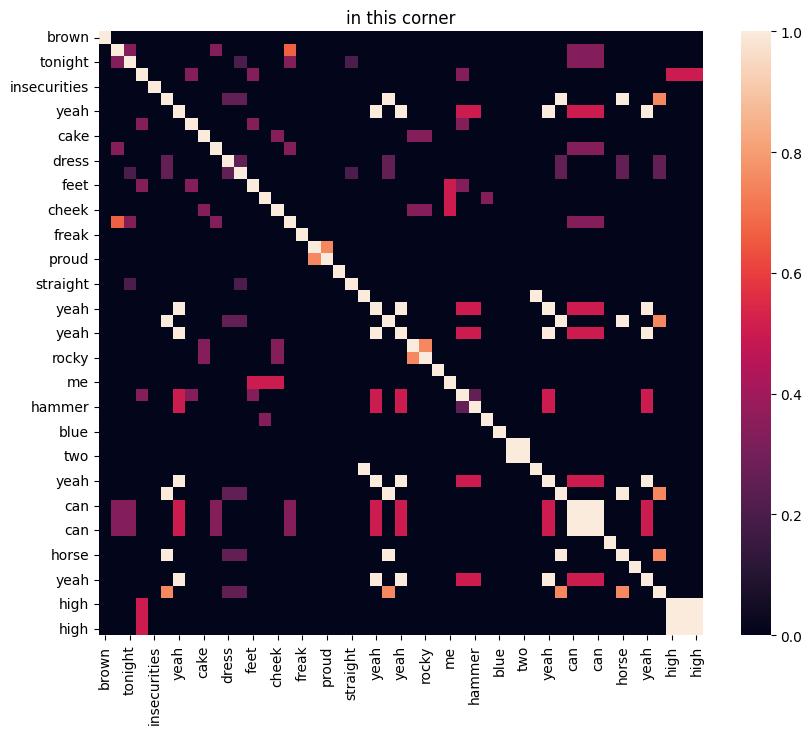 in this corner
brown
tonight
insecurities
yeah
cake
dress
feet
cheek
freak
proud
straight
yeah
yeah
rocky
me
hammer
blue
two
yeah
can
can
horse
yeah
high
high
1.0
0.8
0.6
0.4
0.2
0.0
brown
tonight
insecurities
yeah
cake
dress
feet
cheek
freak
proud
straight
yeah
yeah
rocky
me
hammer
blue
two
yeah
can
can
horse
yeah
high
high